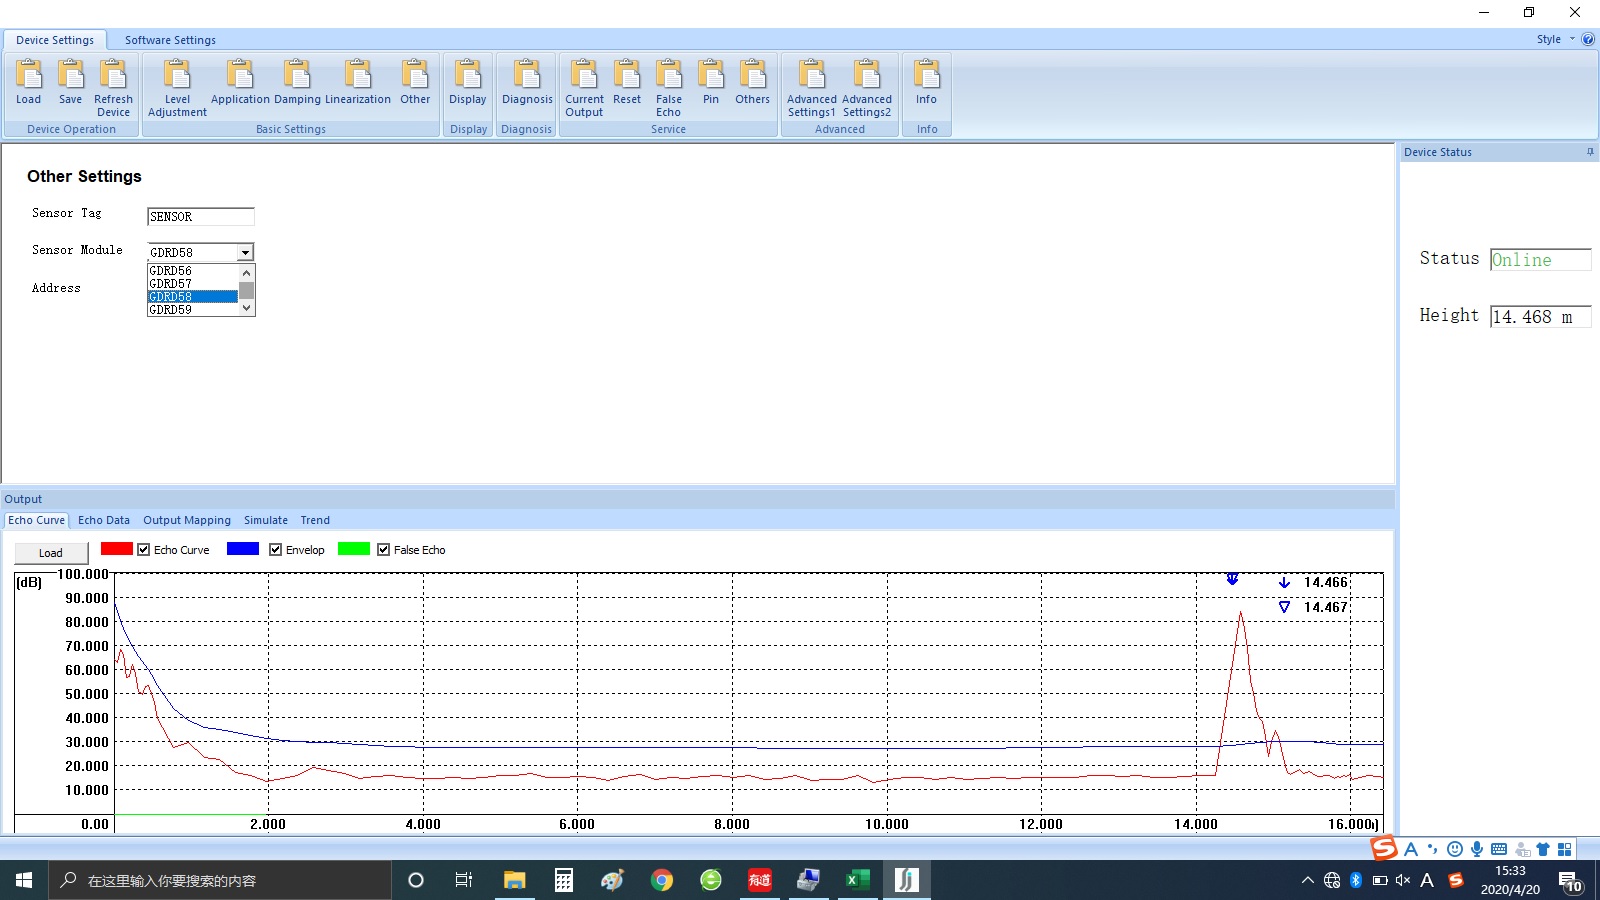 Device Settings
Software Settings
Style
Load
Save
Refresh
Device
Level
Adjustment
Application
Damping
Linearization
Other
Display
Diagnosis
Current
Output
Reset
False
Echo
Pin
Others
Advanced
Settings1
Advanced
Settings2
Info
Device Operation
Basic Settings
Display
Diagnosis
Service
Advanced
Info
Other Settings
Sensor Tag
SENSOR
Sensor Module
GDRD58
GDRD56
GDRD57
GDRD58
GDRD59
Address
Device Status
Status
Online
Height
14.468 m
Output
Echo Curve
Echo Data
Output Mapping
Simulate
Trend
Load
Echo Curve
Envelop
False Echo
(dB)
100.000
90.000
80.000
70.000
60.000
50.000
40.000
30.000
20.000
10.000
0.00
2.000
4.000
6.000
8.000
10.000
12.000
14.000
16.000
14.466
14.467
在这里输入你要搜索的内容
有道
A
A
15:33
2020/4/20
10